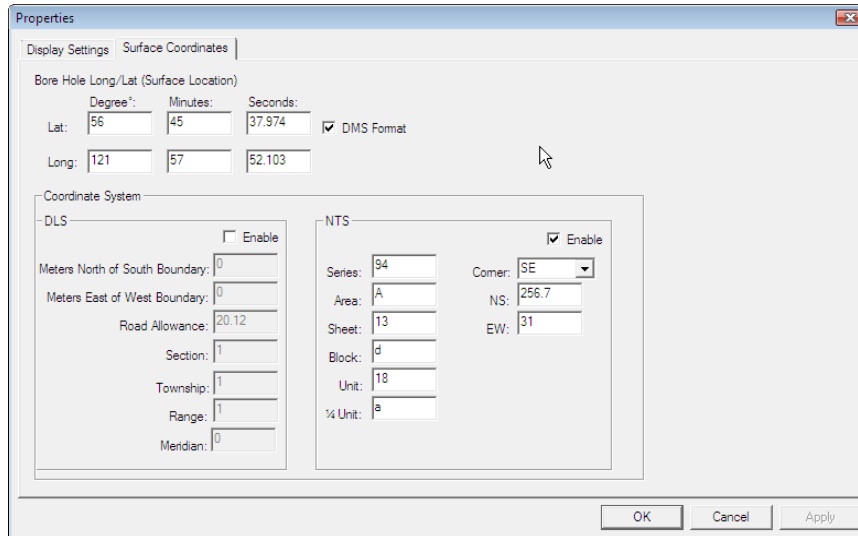 Properties
Display Settings Surface Coordinates
Bore Hole Long/Lat (Surface Location)
Degree°: Minutes: Seconds:
Lat: 56 45 37.974 DMS Format
Long: 121 57 52.103
Coordinate System
DLS
Enable
Meters North of South Boundary: 0
Meters East of West Boundary: 0
Road Allowance: 20.12
Section: 1
Township: 1
Range: 1
Meridian: 0
NTS
Enable
Series: 94
Area: A
Sheet: 13
Block: d
Unit: 18
¼ Unit: a
Corner: SE
NS: 256.7
EW: 31
OK Cancel Apply